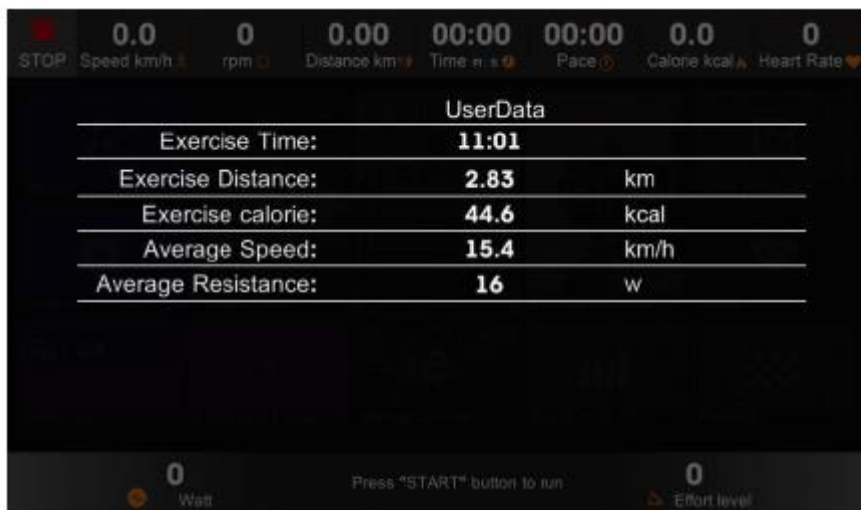 0.0 0 0.00 00:00 00:00 0.0 0
STOP Speed km/h rpm Distance km Time Pace Calorie kcal Heart Rate
UserData
Exercise Time: 11:01
Exercise Distance: 2.83 km
Exercise calorie: 44.6 kcal
Average Speed: 15.4 km/h
Average Resistance: 16 w
0 0
Press "START" button to run
Watt Effort level